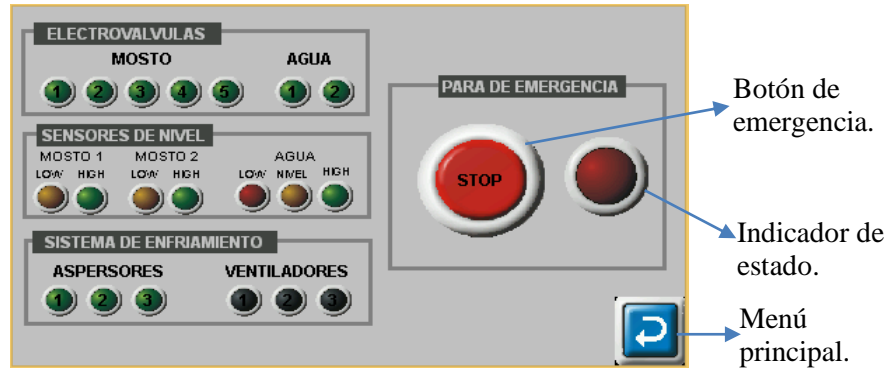 ELECTROVALVULAS
MOSTO AGUA
1 2 3 4 5 1 2
SENSORES DE NIVEL
MOSTO 1 MOSTO 2 AGUA
LOW HIGH LOW HIGH LOW NIVEL HIGH
SISTEMA DE ENFRIAMIENTO
ASPERSORES VENTILADORES
1 2 3 1 2 3
PARA DE EMERGENCIA
STOP
Botón de
emergencia.
Indicador de
estado.
Menú
principal.